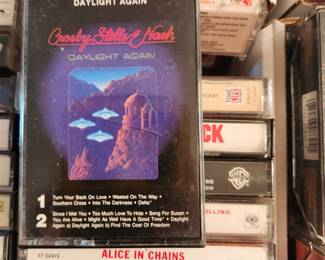 DAYLIGHT AGAIN
Crosby Stills & Nash
DAYLIGHT AGAIN
1 Turn Your Back On Love • Wasted On The Way •
Southern Cross • Into The Darkness • Delta*
2 Since I Met You • Too Much Love To Hide • Song For Susan •
You Are Alive • Might As Well Have A Good Time* • Daylight
Again a) Daylight Again b) Find The Cost Of Freedom
TIME
LIFE
CK
LLING
ALICE IN CHAINS